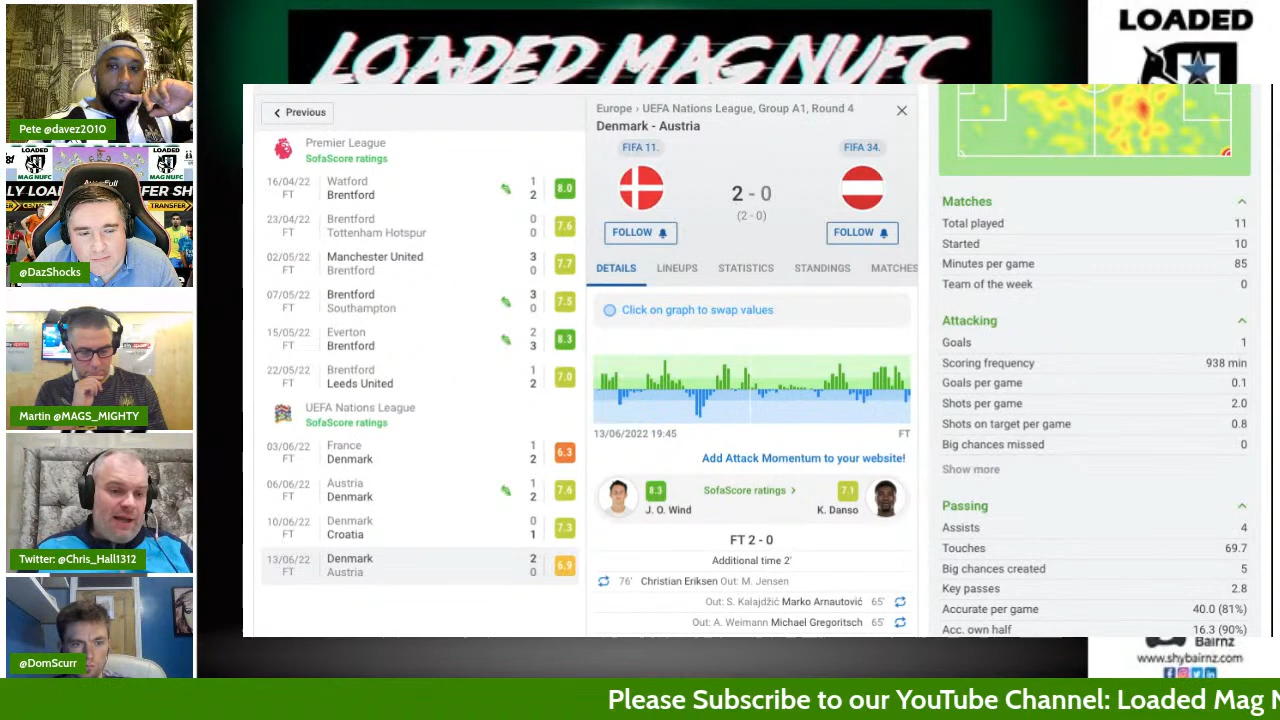 LOADED MAG NUFC
LOADED
Pete @davez2010
MAG NUFC
MAG NUFC
@DazShocks
Martin @MAGS_MIGHTY
Twitter: @Chris_Hall1312
@DomScurr
Previous
Premier League
SofaScore ratings
16/04/22 Watford 1
FT Brentford 2 8.0
23/04/22 Brentford 0
FT Tottenham Hotspur 0 7.6
02/05/22 Manchester United 3
FT Brentford 0 7.7
07/05/22 Brentford 3
FT Southampton 0 7.5
15/05/22 Everton 2
FT Brentford 3 8.3
22/05/22 Brentford 1
FT Leeds United 2 7.0
UEFA Nations League
SofaScore ratings
03/06/22 France 1
FT Denmark 2 6.3
06/06/22 Austria 1
FT Denmark 2 7.6
10/06/22 Denmark 0
FT Croatia 1 7.3
13/06/22 Denmark 2
FT Austria 0 6.9
Europe › UEFA Nations League, Group A1, Round 4
Denmark - Austria
FIFA 11. FIFA 34.
2 - 0
(2 - 0)
FOLLOW FOLLOW
DETAILS LINEUPS STATISTICS STANDINGS MATCHES
Click on graph to swap values
13/06/2022 19:45 FT
Add Attack Momentum to your website!
8.3 SofaScore ratings 7.1
J. O. Wind K. Danso
FT 2 - 0
Additional time 2'
76' Christian Eriksen Out: M. Jensen
Out: S. Kalajdžić Marko Arnautović 65'
Out: A. Weimann Michael Gregoritsch 65'
Matches
Total played 11
Started 10
Minutes per game 85
Team of the week 0
Attacking
Goals 1
Scoring frequency 938 min
Goals per game 0.1
Shots per game 2.0
Shots on target per game 0.8
Big chances missed 0
Show more
Passing
Assists 4
Touches 69.7
Big chances created 5
Key passes 2.8
Accurate per game 40.0 (81%)
Acc. own half 16.3 (90%)
Bairnz
www.shybairnz.com
Please Subscribe to our YouTube Channel: Loaded Mag N